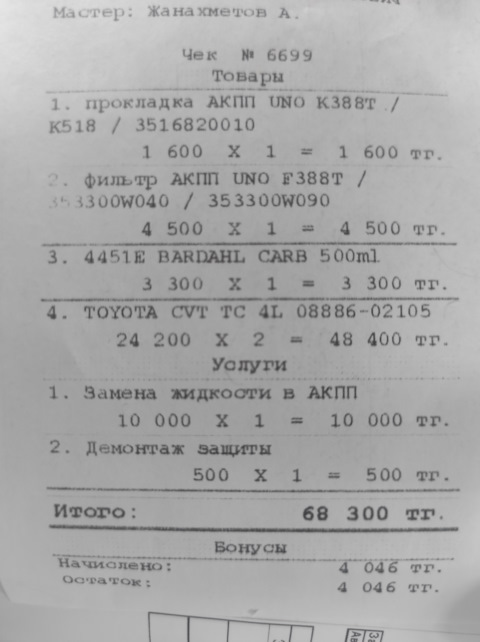 Мастер: Жанахметов А.
Чек № 6699
Товары
1. прокладка АКПП UNO K388T /
K518 / 3516820010
1 600 X 1 = 1 600 тг.
2. фильтр АКПП UNO F388T /
353300W040 / 353300W090
4 500 X 1 = 4 500 тг.
3. 4451E BARDAHL CARB 500ml
3 300 X 1 = 3 300 тг.
4. TOYOTA CVT TC 4L 08886-02105
24 200 X 2 = 48 400 тг.
Услуги
1. Замена жидкости в АКПП
10 000 X 1 = 10 000 тг.
2. Демонтаж защиты
500 X 1 = 500 тг.
Итого: 68 300 тг.
Бонусы
Начислено: 4 046 тг.
Остаток: 4 046 тг.